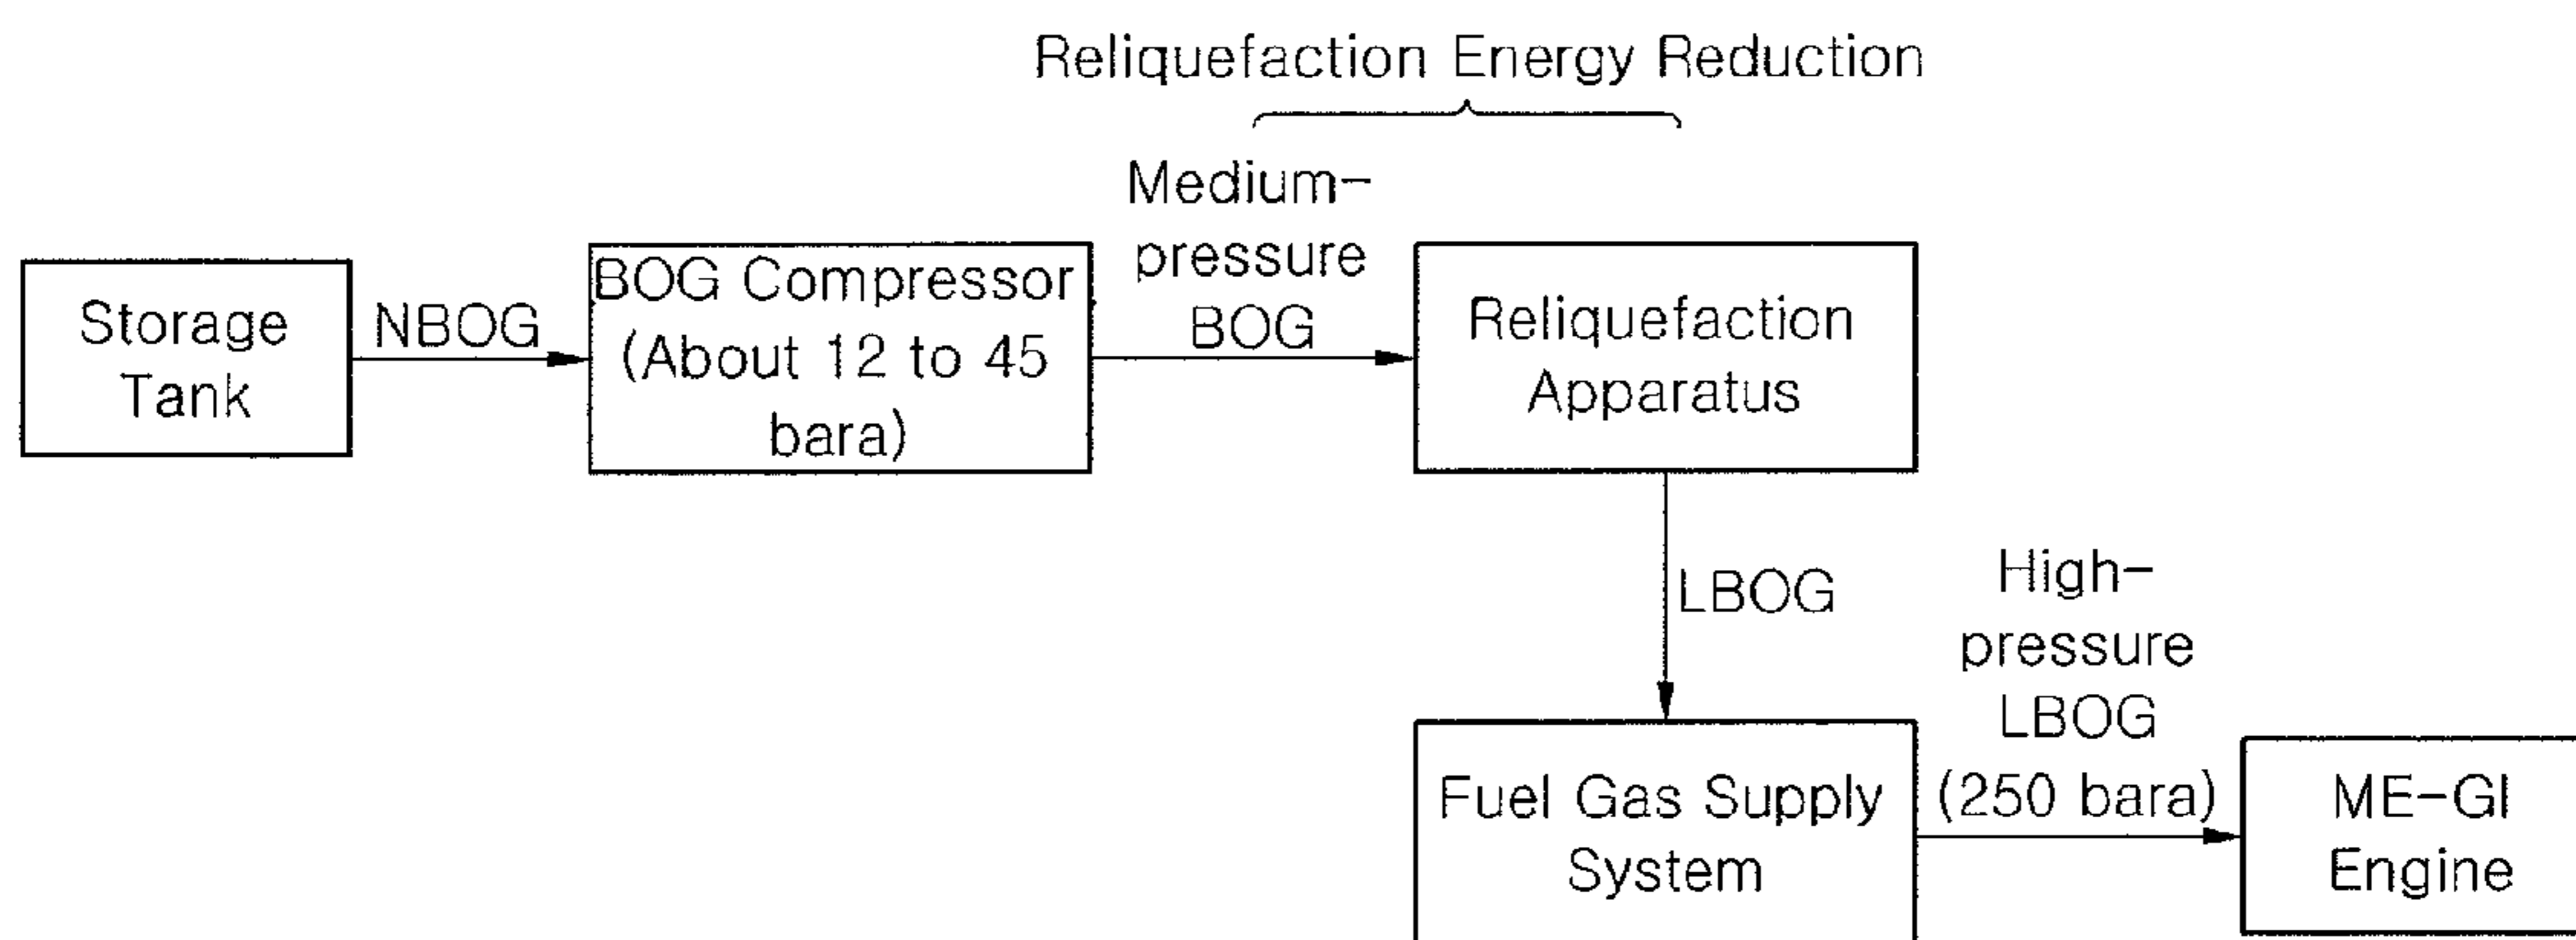 Reliquefaction Energy Reduction
Storage
Tank
NBOG
BOG Compressor
(About 12 to 45
bara)
Medium-
pressure
BOG
Reliquefaction
Apparatus
LBOG
Fuel Gas Supply
System
High-
pressure
LBOG
(250 bara)
ME-GI
Engine